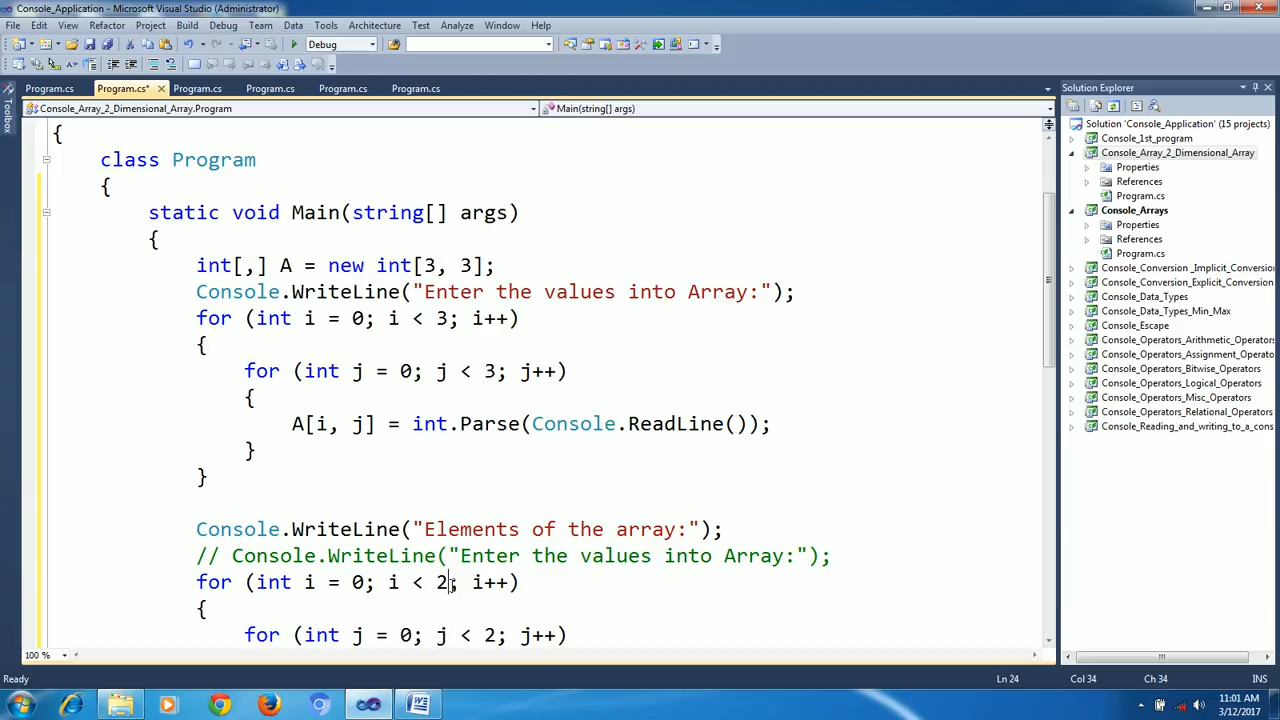 Console_Application - Microsoft Visual Studio (Administrator)
File Edit View Refactor Project Build Debug Team Data Tools Architecture Test Analyze Window Help
Debug
Program.cs Program.cs* Program.cs Program.cs Program.cs Program.cs
Console_Array_2_Dimensional_Array.Program Main(string[] args)
Toolbox
{
class Program
{
static void Main(string[] args)
{
int[,] A = new int[3, 3];
Console.WriteLine("Enter the values into Array:");
for (int i = 0; i < 3; i++)
{
for (int j = 0; j < 3; j++)
{
A[i, j] = int.Parse(Console.ReadLine());
}
}
Console.WriteLine("Elements of the array:");
// Console.WriteLine("Enter the values into Array:");
for (int i = 0; i < 2; i++)
{
for (int j = 0; j < 2; j++)
100 %
Solution Explorer
Solution 'Console_Application' (15 projects)
Console_1st_program
Console_Array_2_Dimensional_Array
Properties
References
Program.cs
Console_Arrays
Properties
References
Program.cs
Console_Conversion _Implicit_Conversion
Console_Conversion_Explicit_Conversion
Console_Data_Types
Console_Data_Types_Min_Max
Console_Escape
Console_Operators_Arithmetic_Operators
Console_Operators_Assignment_Operato
Console_Operators_Bitwise_Operators
Console_Operators_Logical_Operators
Console_Operators_Misc_Operators
Console_Operators_Relational_Operators
Console_Reading_and_writing_to_a_cons
Ready Ln 24 Col 34 Ch 34 INS
11:01 AM
3/12/2017